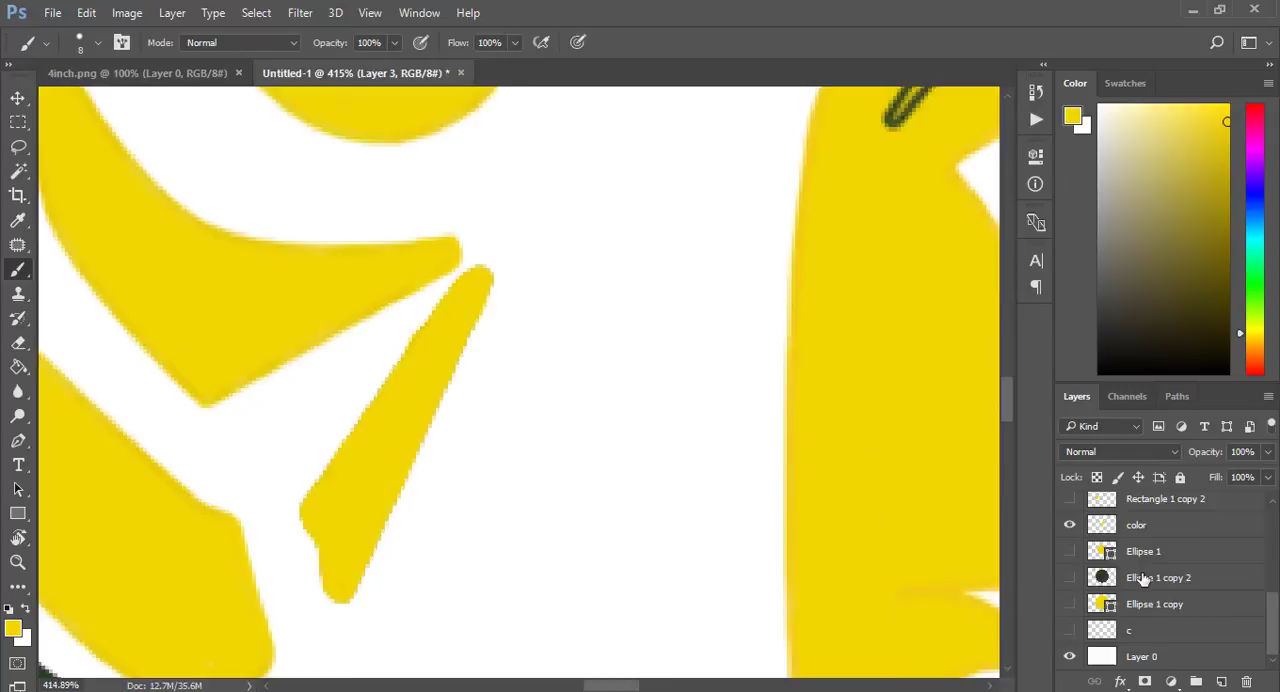 Ps File Edit Image Layer Type Select Filter 3D View Window Help
8 Mode: Normal Opacity: 100% Flow: 100%
4inch.png @ 100% (Layer 0, RGB/8#) × Untitled-1 @ 415% (Layer 3, RGB/8#) * ×
Color Swatches
Layers Channels Paths
Kind
Normal Opacity: 100%
Lock: Fill: 100%
Rectangle 1 copy 2
color
Ellipse 1
Ellipse 1 copy 2
Ellipse 1 copy
c
Layer 0
414.89% Doc: 12.7M/35.6M